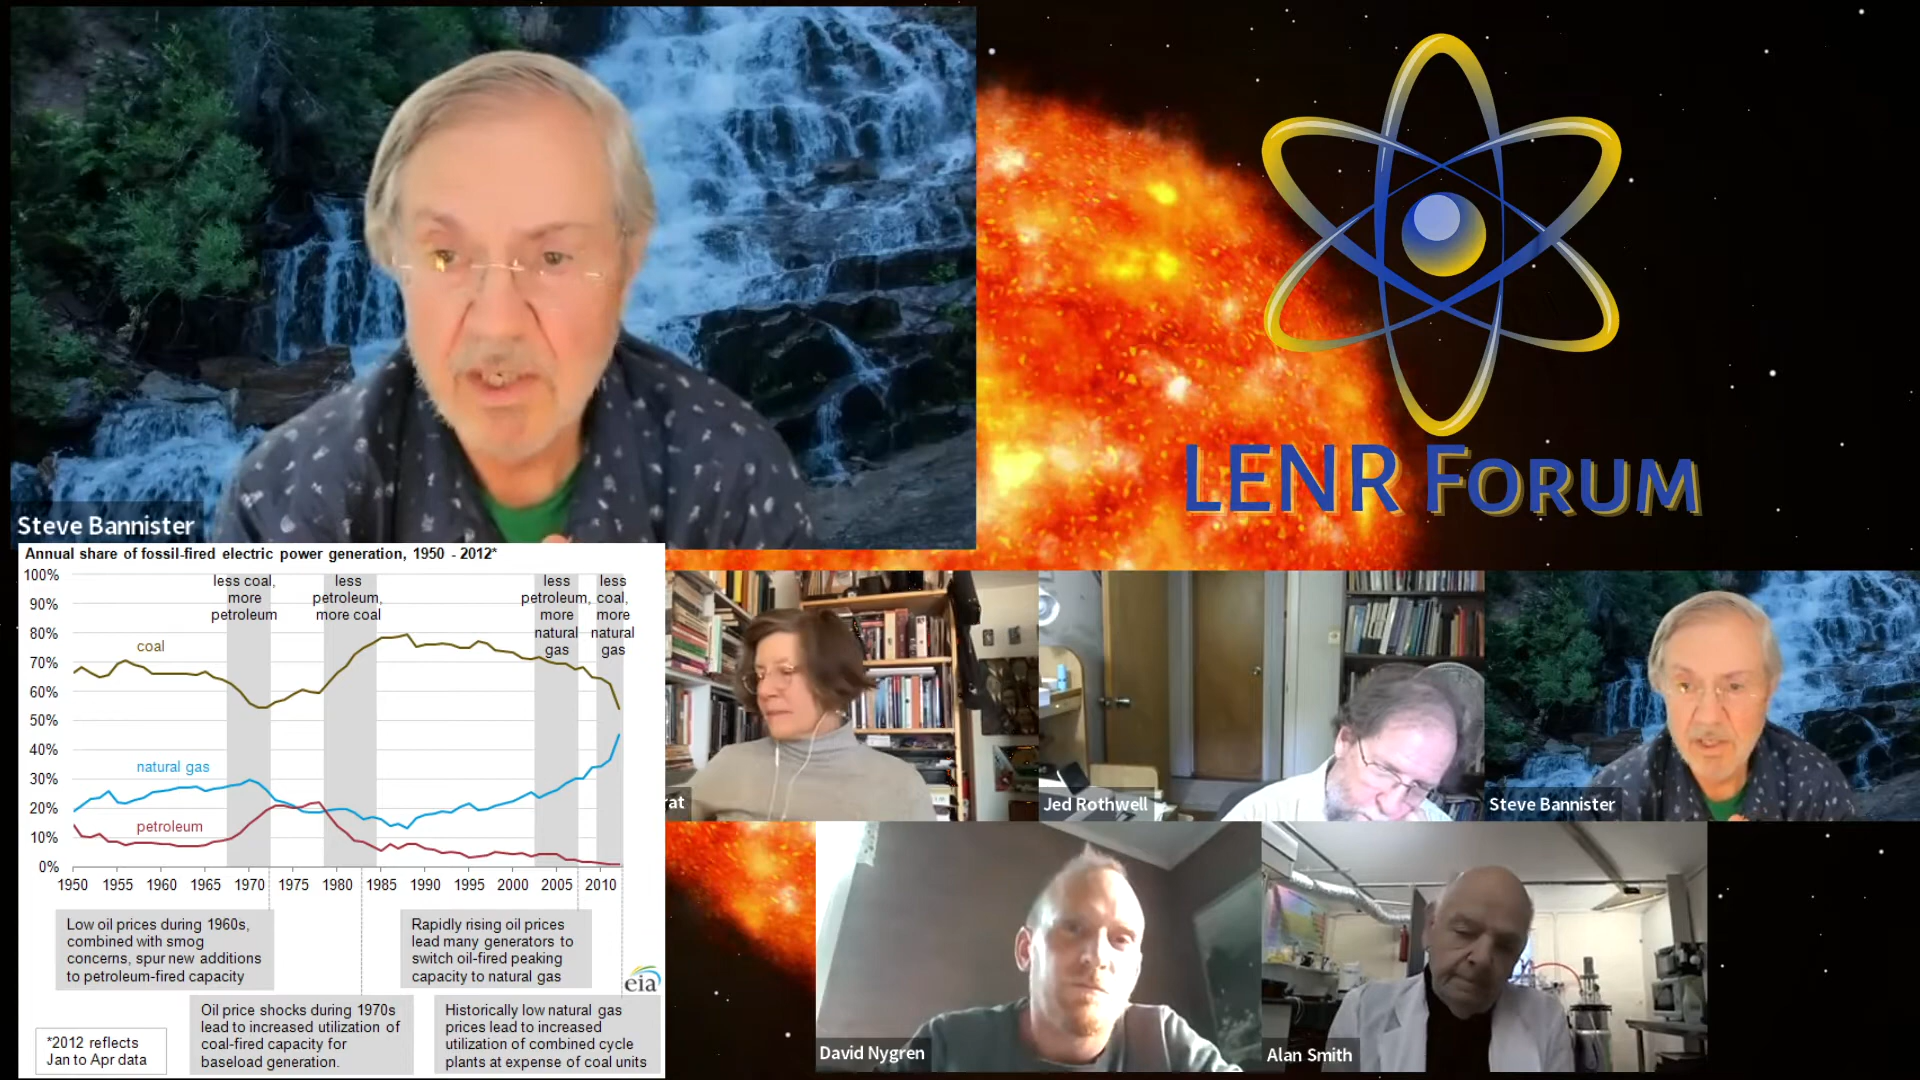 Steve Bannister
LENR FORUM
Annual share of fossil-fired electric power generation, 1950 - 2012*
100%
90%
80%
70%
60%
50%
40%
30%
20%
10%
0%
less coal,
more
petroleum
less
petroleum,
more coal
less
petroleum,
more
natural
gas
less
coal,
more
natural
gas
coal
natural gas
petroleum
1950 1955 1960 1965 1970 1975 1980 1985 1990 1995 2000 2005 2010
Low oil prices during 1960s,
combined with smog
concerns, spur new additions
to petroleum-fired capacity
Rapidly rising oil prices
lead many generators to
switch oil-fired peaking
capacity to natural gas
eia
Oil price shocks during 1970s
lead to increased utilization of
coal-fired capacity for
baseload generation.
Historically low natural gas
prices lead to increased
utilization of combined cycle
plants at expense of coal units
*2012 reflects
Jan to Apr data
rat
Jed Rothwell
Steve Bannister
David Nygren
Alan Smith